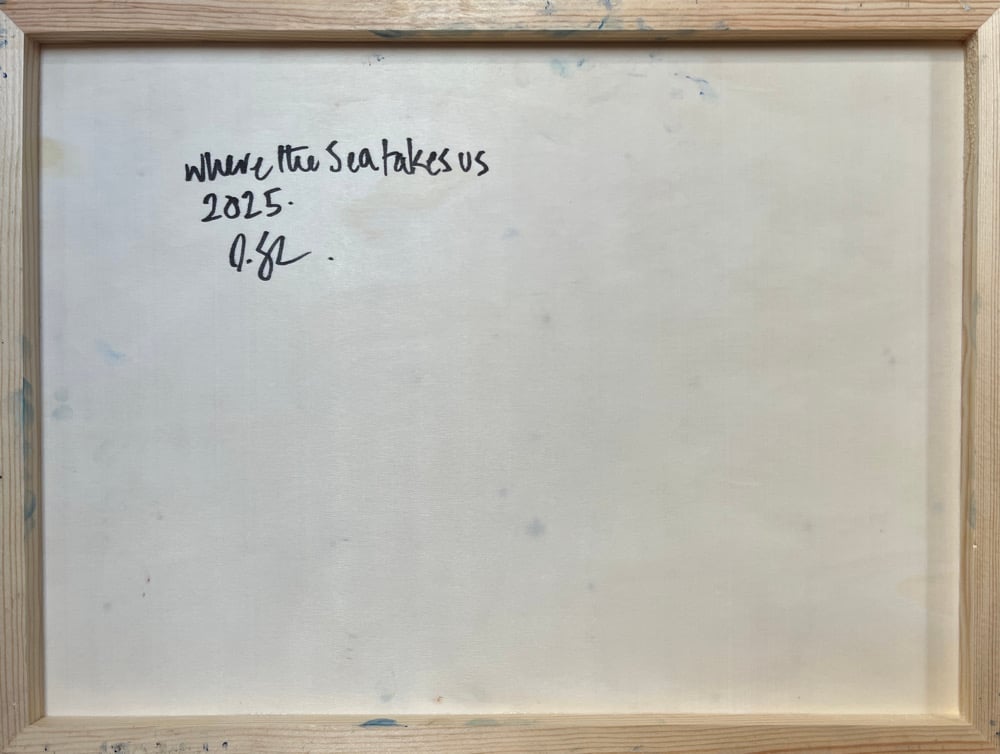 where the Sea takes us
2025.